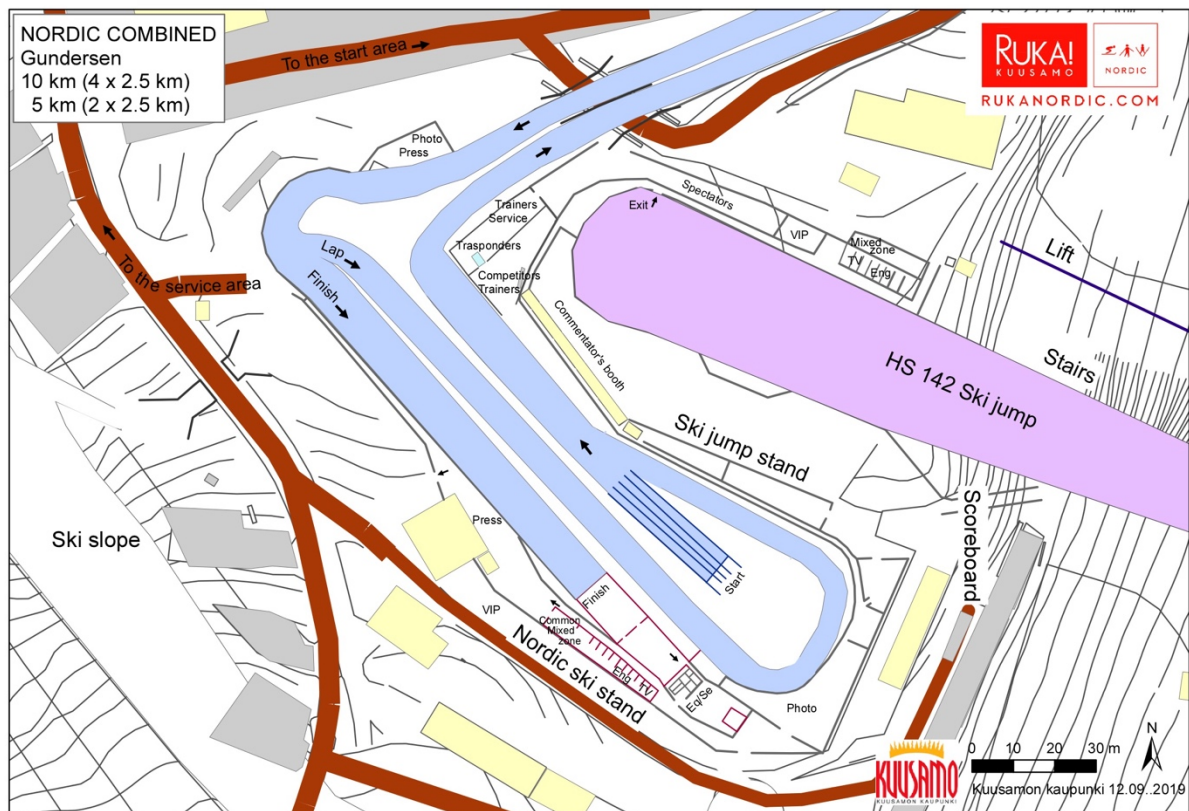 NORDIC COMBINED
Gundersen
10 km (4 x 2.5 km)
5 km (2 x 2.5 km)
To the start area
RUKA!
KUUSAMO
NORDIC
RUKANORDIC.COM
Photo
Press
Trainers
Service
Spectators
Exit
VIP
Mixed
zone
TV
Eng
Lift
Trasponders
Competitors
Trainers
Lap
Finish
To the service area
Commentator's booth
HS 142 Ski jump
Stairs
Ski jump stand
Scoreboard
Ski slope
Press
Start
Finish
VIP
Common
Mixed
zone
Eng
TV
Eq/Se
Nordic ski stand
Photo
N
KUUSAMO
KUUSAMON KAUPUNKI
0 10 20 30 m
Kuusamon kaupunki 12.09..2019